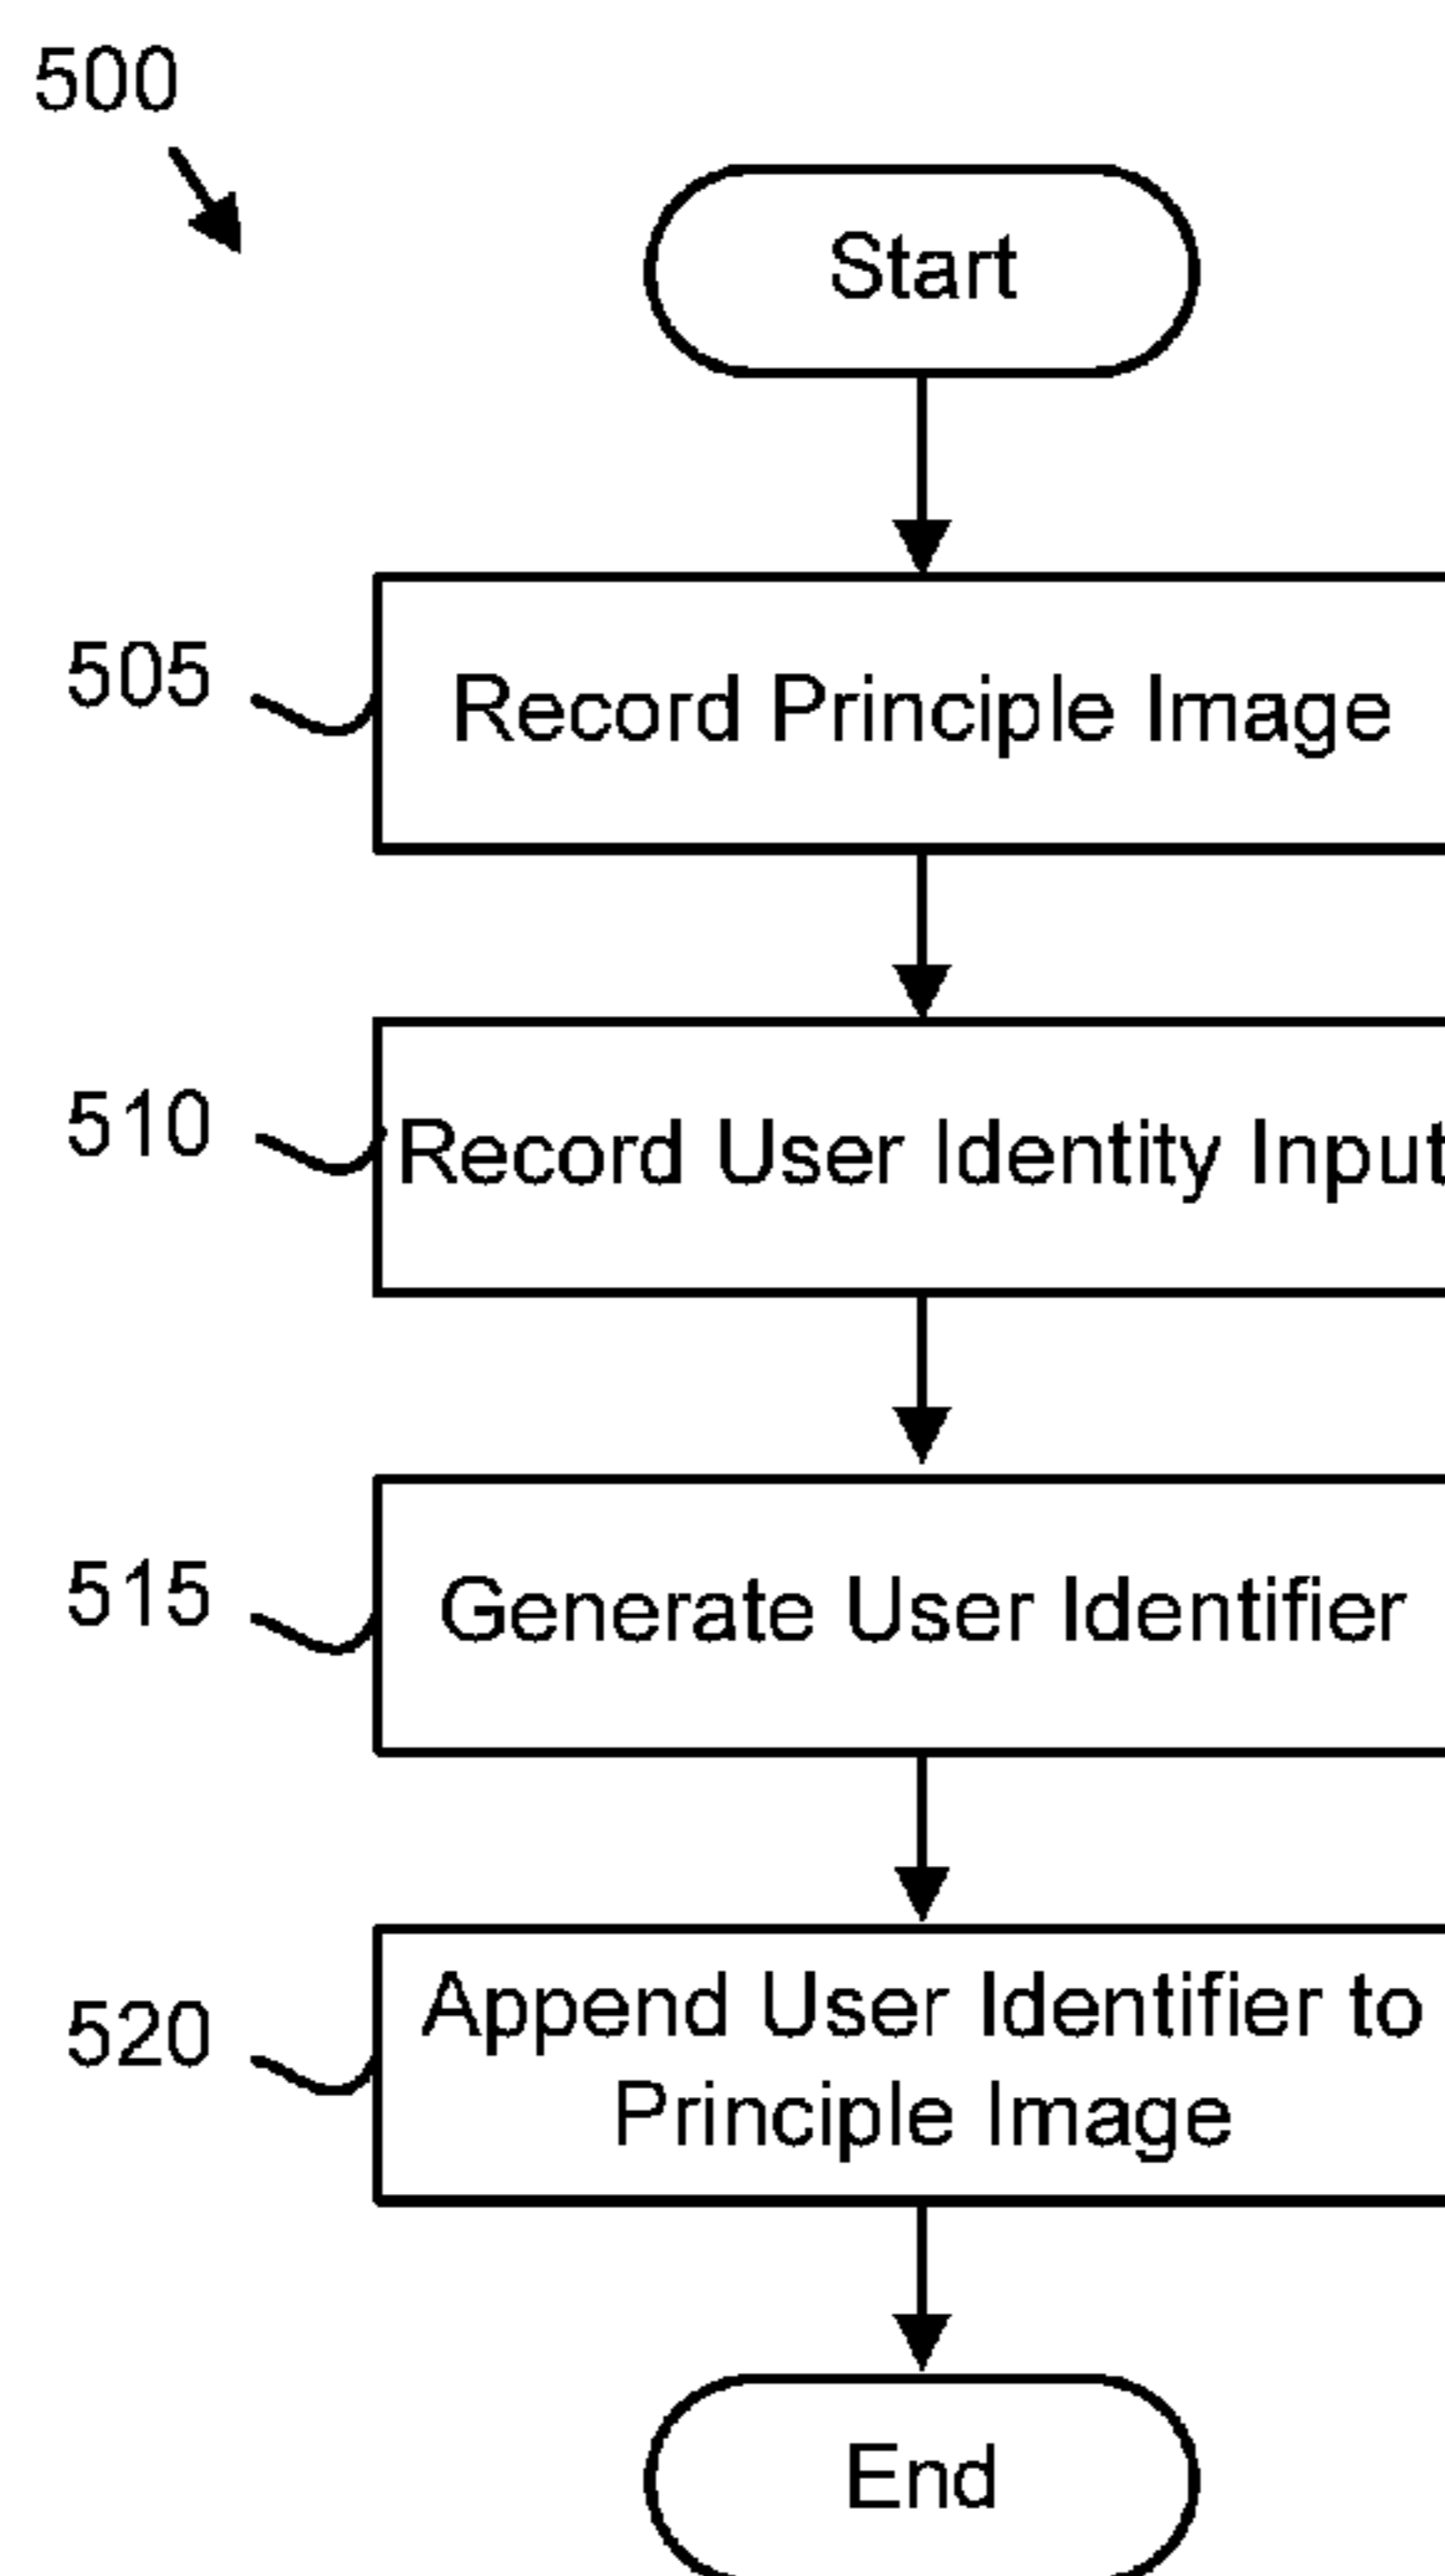 500
Start
505
Record Principle Image
510
Record User Identity Input
515
Generate User Identifier
520
Append User Identifier to
Principle Image
End